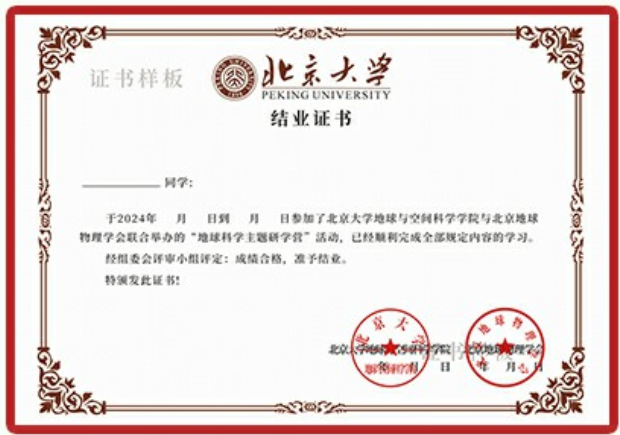 证书样板
北京大学
PEKING UNIVERSITY
结业证书
同学：
于2024年 月 日到 月 日参加了北京大学地球与空间科学学院与北京地球
物理学会联合举办的“地球科学主题研学营”活动，已经顺利完成全部规定内容的学习。
经组委会评审小组评定：成绩合格，准予结业。
特颁发此证书！
北京大学
北京大学地球与空间科学学院 北京地球物理学会
年 月 日 年 月 日